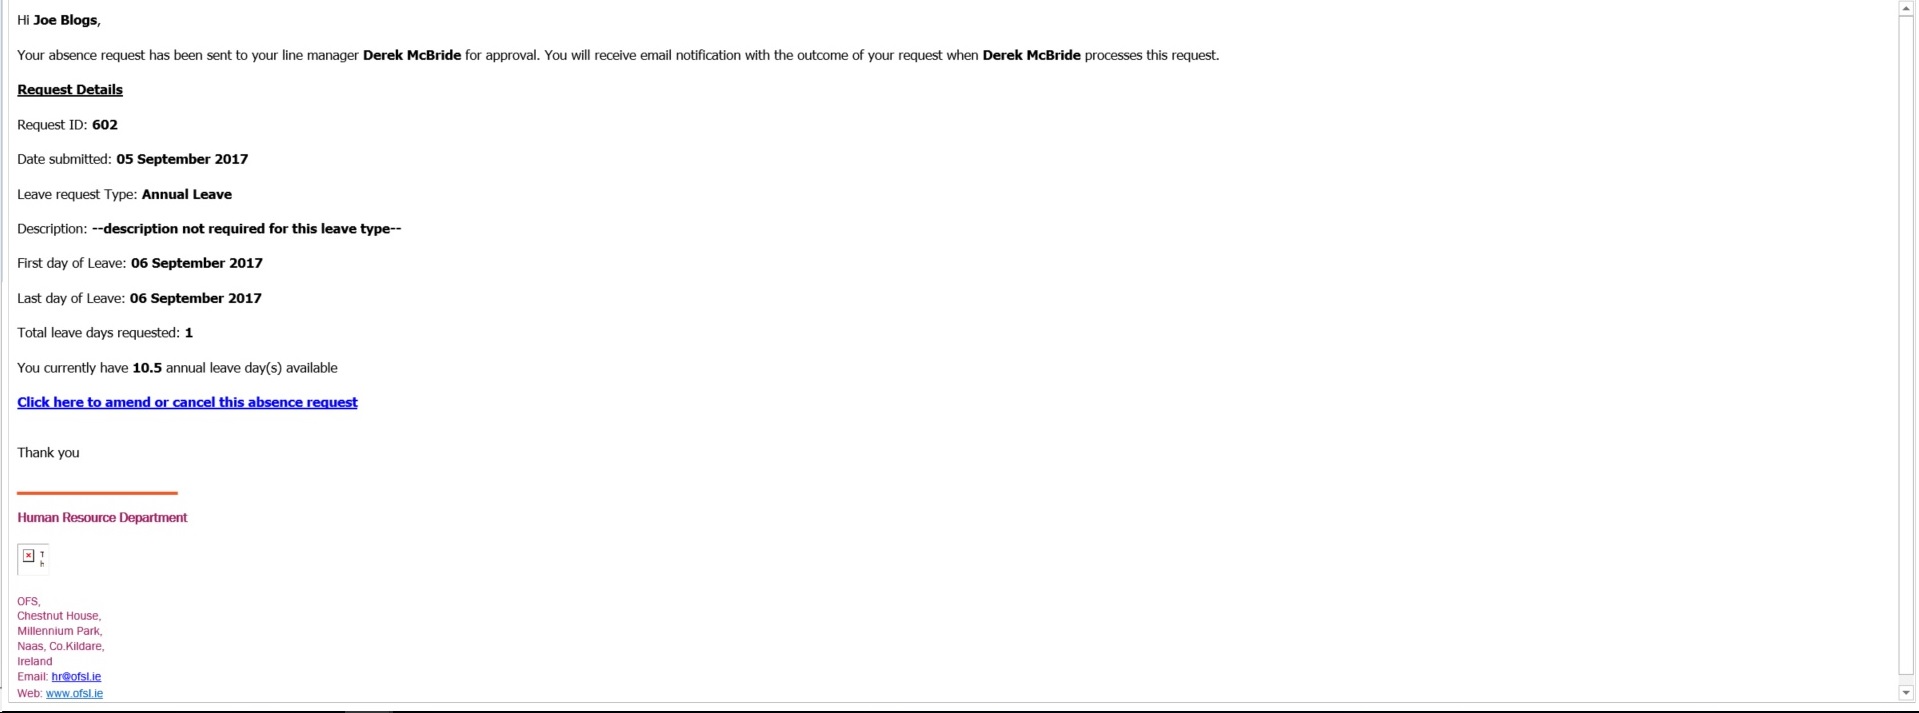 Hi Joe Blogs,
Your absence request has been sent to your line manager Derek McBride for approval. You will receive email notification with the outcome of your request when Derek McBride processes this request.
Request Details
Request ID: 602
Date submitted: 05 September 2017
Leave request Type: Annual Leave
Description: --description not required for this leave type--
First day of Leave: 06 September 2017
Last day of Leave: 06 September 2017
Total leave days requested: 1
You currently have 10.5 annual leave day(s) available
Click here to amend or cancel this absence request
Thank you
Human Resource Department
T
h
OFS,
Chestnut House,
Millennium Park,
Naas, Co.Kildare,
Ireland
Email: hr@ofsl.ie
Web: www.ofsl.ie